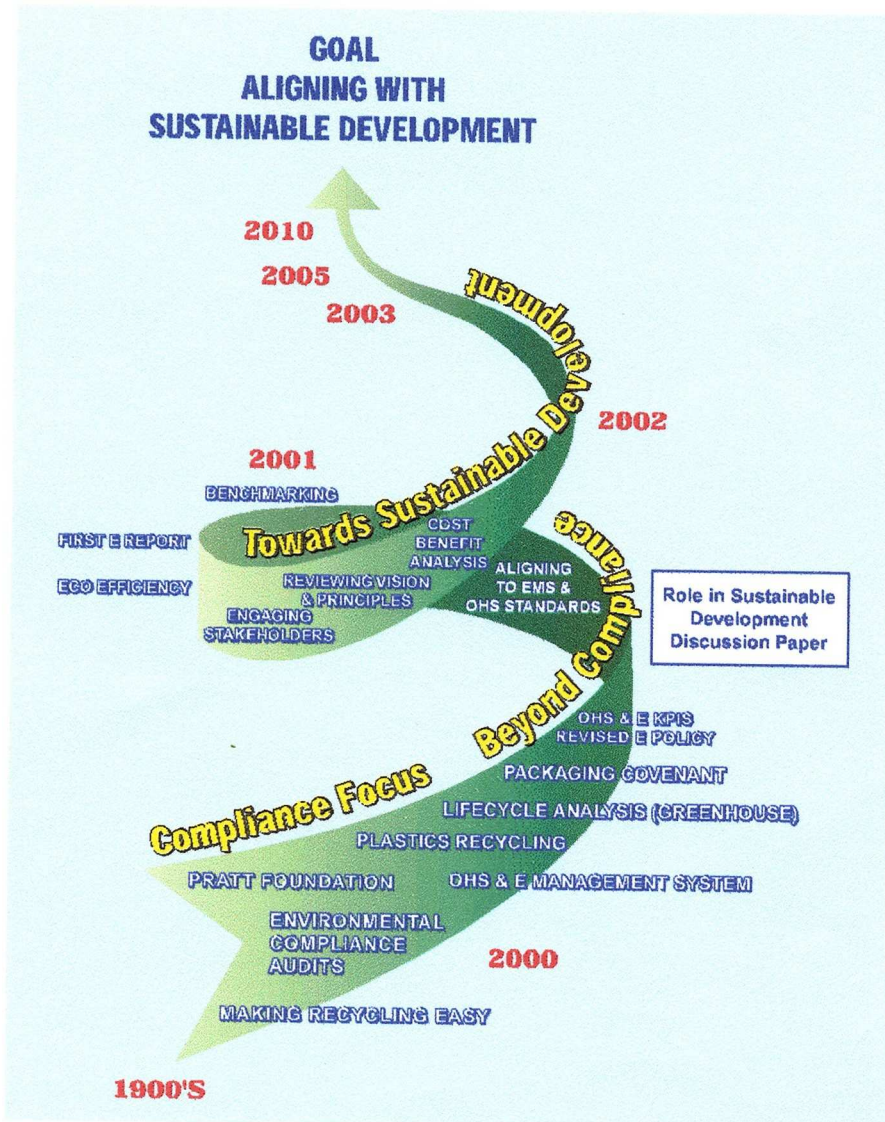 GOAL
ALIGNING WITH
SUSTAINABLE DEVELOPMENT
2010
2005
2003
2002
2001
Towards Sustainable Development
BENCHMARKING
FIRST E REPORT
ECO EFFICIENCY
COST
BENEFIT
ANALYSIS
REVIEWING VISION
& PRINCIPLES
ENGAGING
STAKEHOLDERS
ALIGNING
TO EMS &
OHS STANDARDS
Role in Sustainable
Development
Discussion Paper
Beyond Compliance
OHS & E KPIS
REVISED E POLICY
PACKAGING COVENANT
LIFECYCLE ANALYSIS (GREENHOUSE)
PLASTICS RECYCLING
Compliance Focus
PRATT FOUNDATION
OHS & E MANAGEMENT SYSTEM
ENVIRONMENTAL
COMPLIANCE
AUDITS
2000
MAKING RECYCLING EASY
1900'S